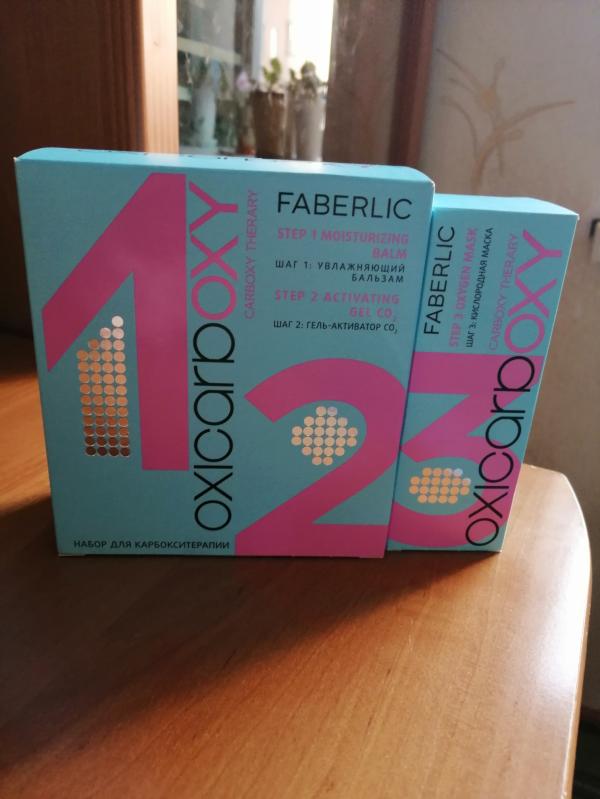 1
2
oxicarbOXY
CARBOXY THERARY
FABERLIC
STEP 1 MOISTURIZING
BALM
ШАГ 1: УВЛАЖНЯЮЩИЙ
БАЛЬЗАМ
STEP 2 ACTIVATING
GEL CO₂
ШАГ 2: ГЕЛЬ-АКТИВАТОР CO₂
НАБОР ДЛЯ КАРБОКСИТЕРАПИИ
FABERLIC
STEP 3 OXYGEN MASK
ШАГ 3: КИСЛОРОДНАЯ МАСКА
CARBOXY THERARY
oxicarbOXY
3